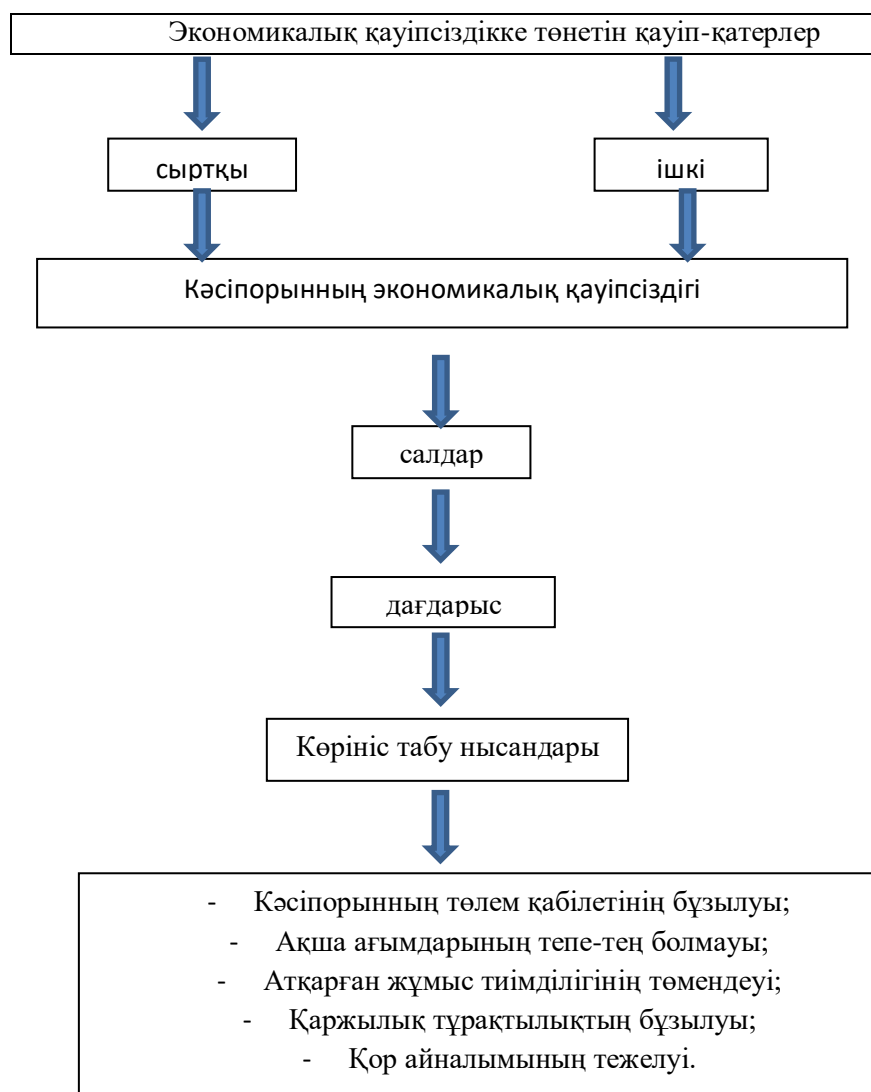 Экономикалық қауіпсіздікке төнетін қауіп-қатерлер
сыртқы
ішкі
Кәсіпорынның экономикалық қауіпсіздігі
салдар
дағдарыс
Көрініс табу нысандары
- Кәсіпорынның төлем қабілетінің бұзылуы;
- Ақша ағымдарының тепе-тең болмауы;
- Атқарған жұмыс тиімділігінің төмендеуі;
- Қаржылық тұрақтылықтың бұзылуы;
- Қор айналымының тежелуі.